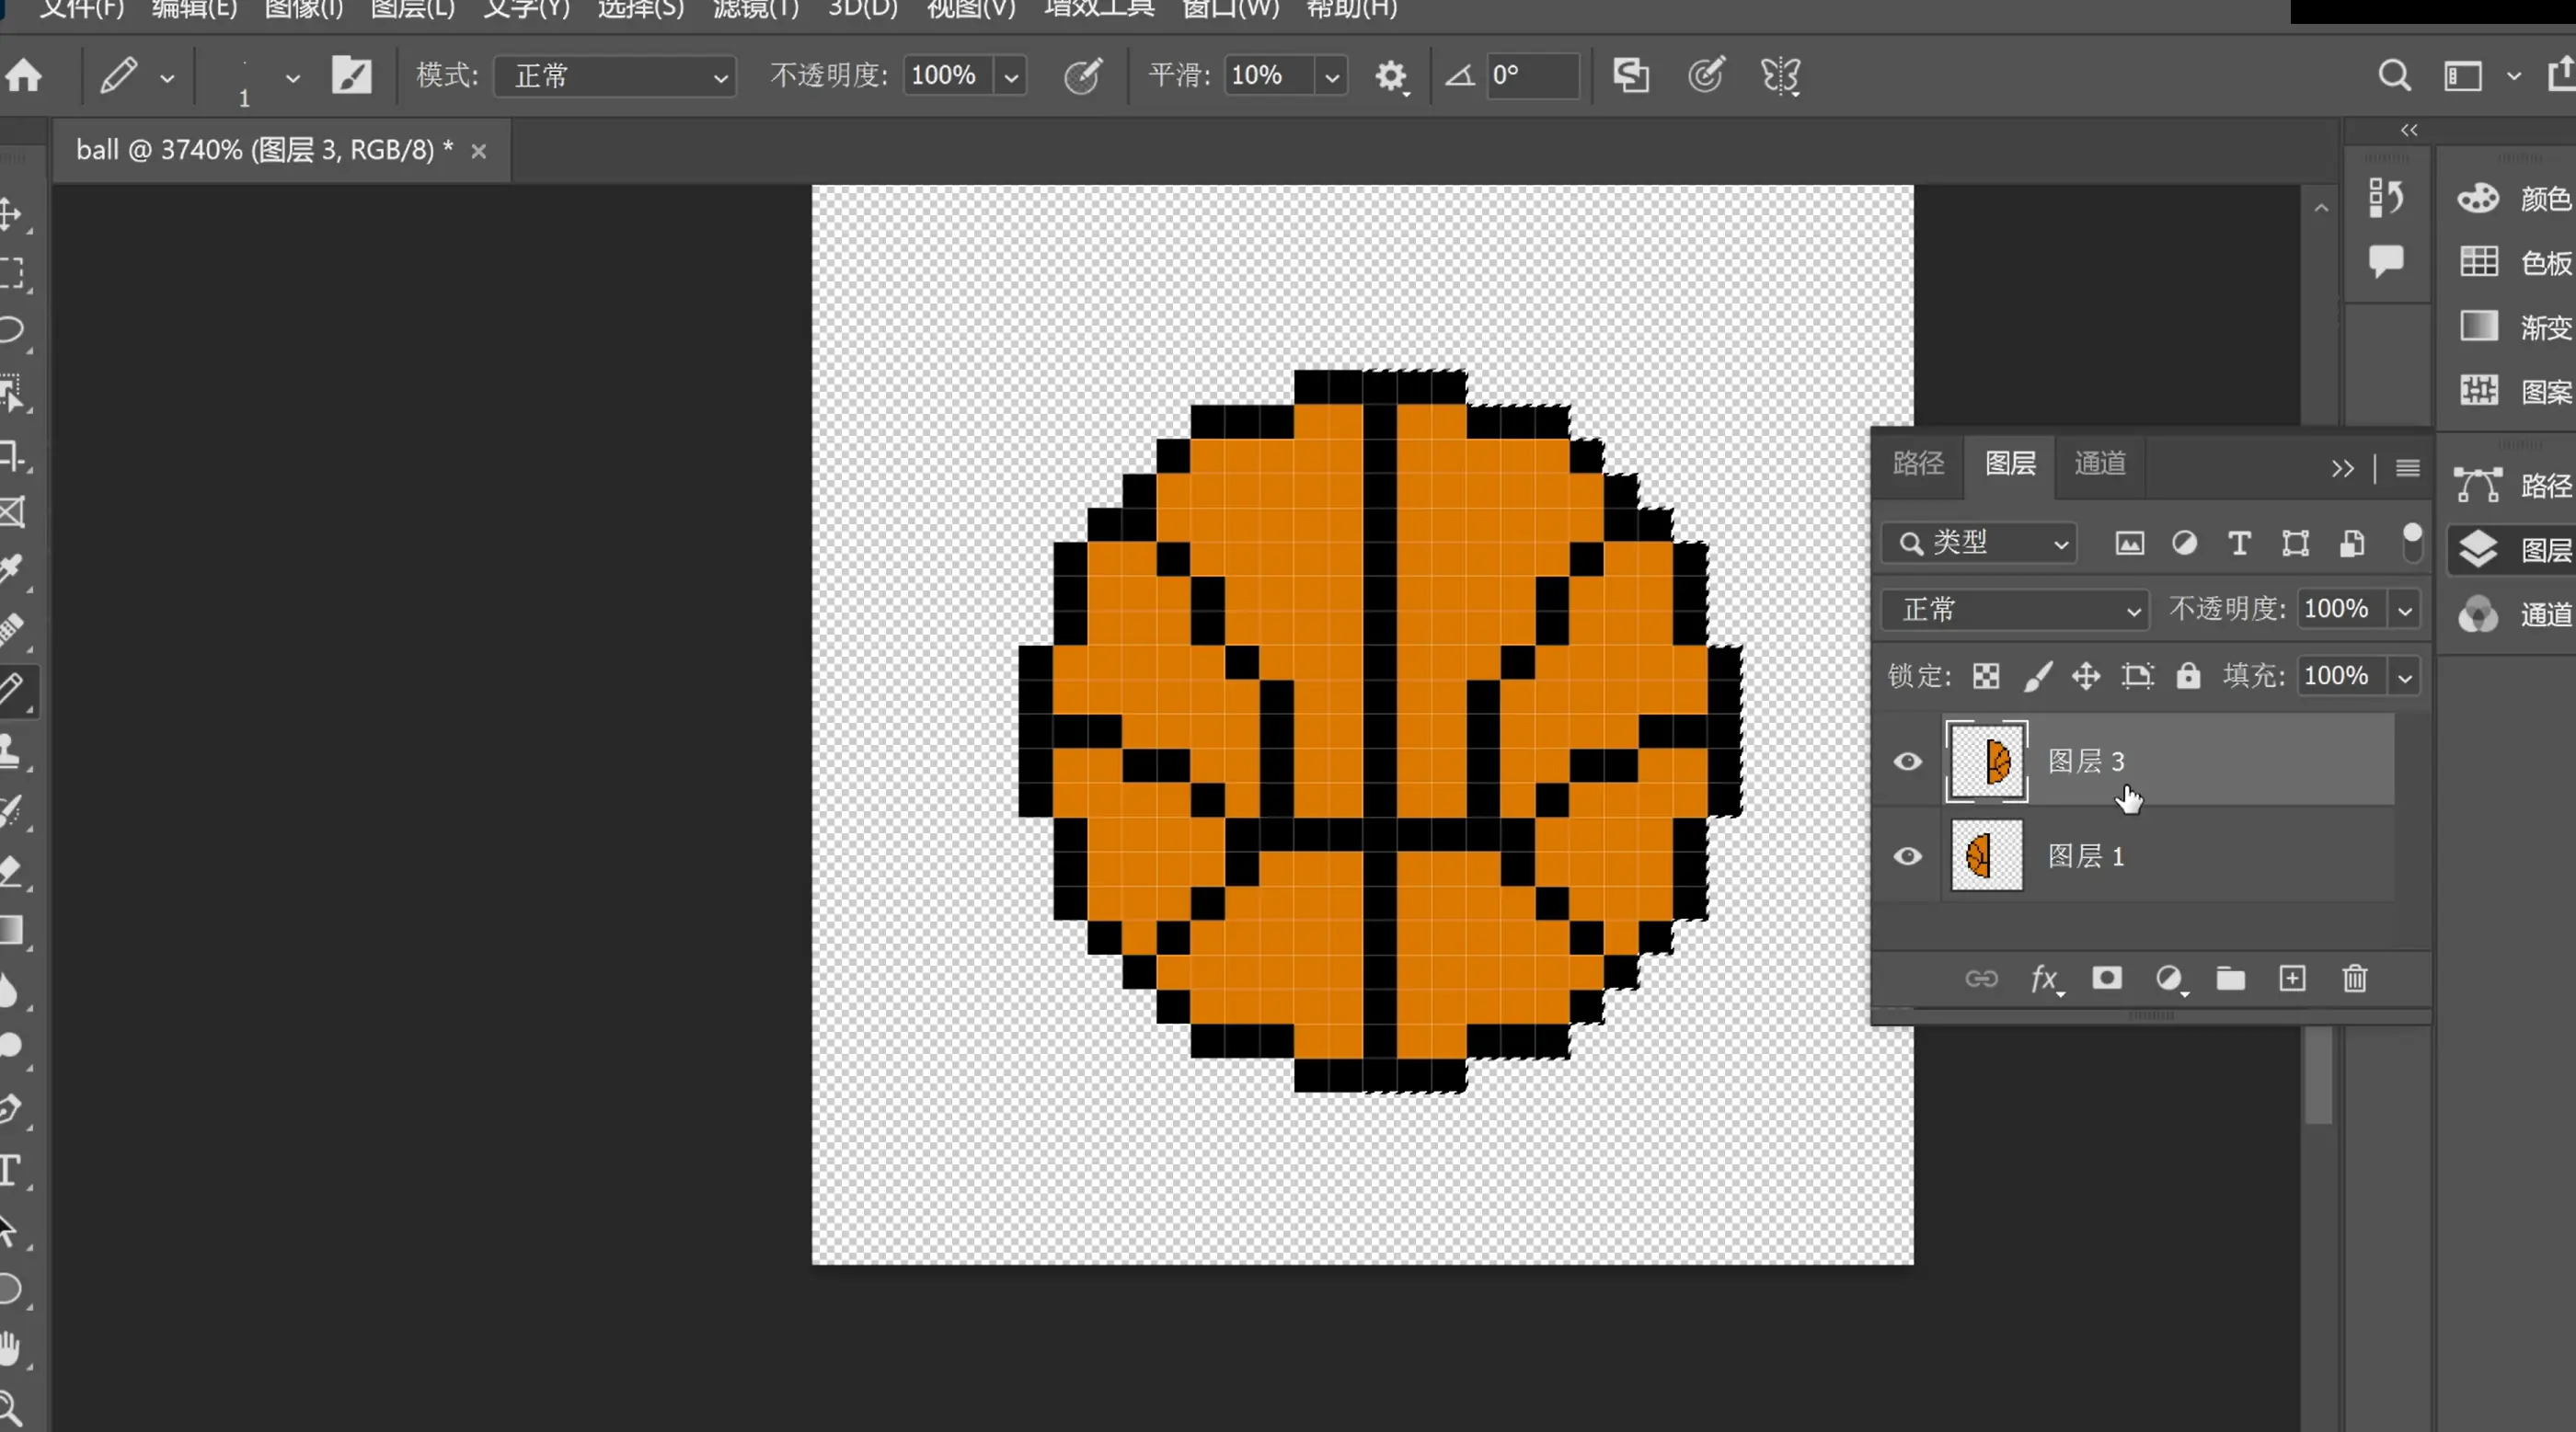 文件(F) 编辑(E) 图像(I) 图层(L) 文字(Y) 选择(S) 滤镜(T) 3D(D) 视图(V) 增效工具 窗口(W) 帮助(H)
1 模式: 正常 不透明度: 100% 平滑: 10% 0°
ball @ 3740% (图层 3, RGB/8) * ×
颜色
色板
渐变
图案
路径
图层
通道
路径 图层 通道
类型
正常 不透明度: 100%
锁定: 填充: 100%
图层 3
图层 1